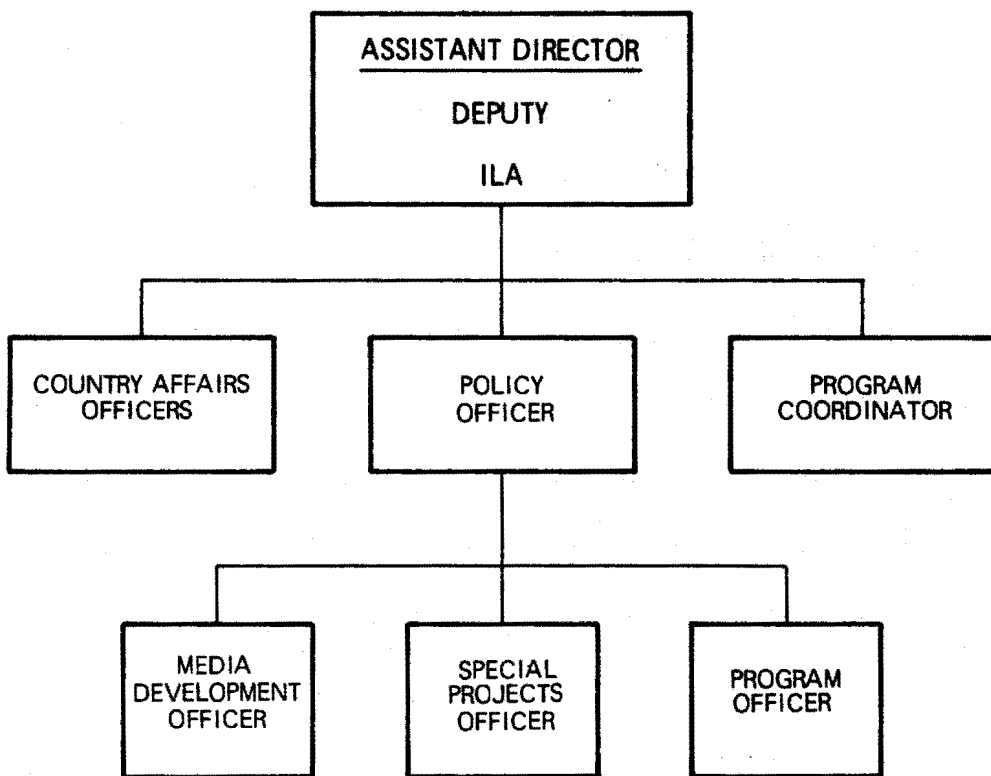 ASSISTANT DIRECTOR
DEPUTY
ILA
COUNTRY AFFAIRS
OFFICERS
POLICY
OFFICER
PROGRAM
COORDINATOR
MEDIA
DEVELOPMENT
OFFICER
SPECIAL
PROJECTS
OFFICER
PROGRAM
OFFICER